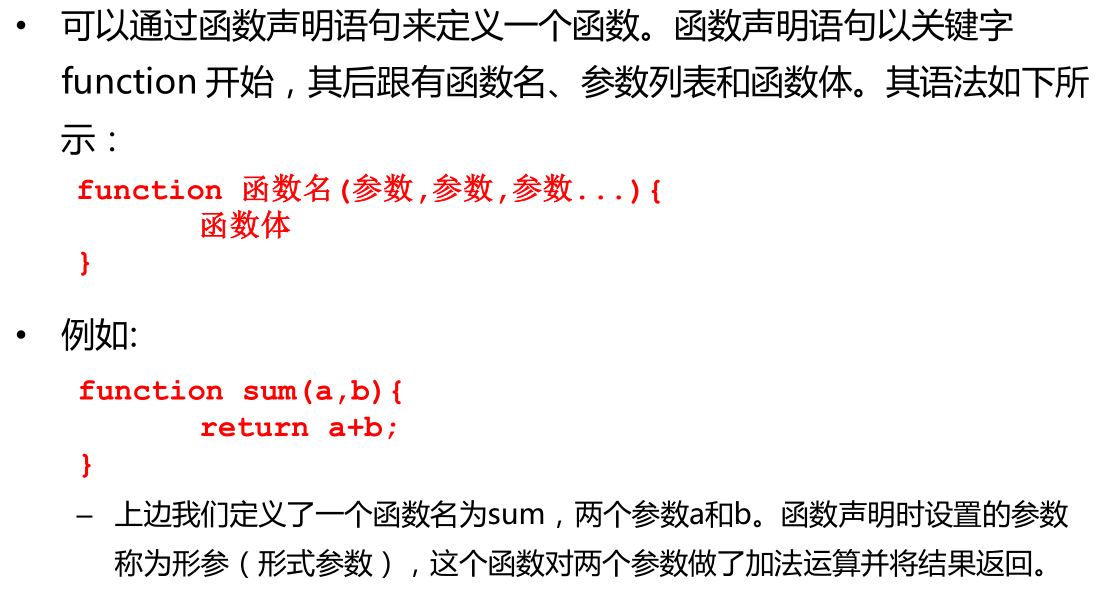 • 可以通过函数声明语句来定义一个函数。函数声明语句以关键字
function 开始，其后跟有函数名、参数列表和函数体。其语法如下所
示：
function 函数名(参数,参数,参数...){
函数体
}
• 例如:
function sum(a,b){
return a+b;
}
– 上边我们定义了一个函数名为sum，两个参数a和b。函数声明时设置的参数
称为形参（形式参数），这个函数对两个参数做了加法运算并将结果返回。